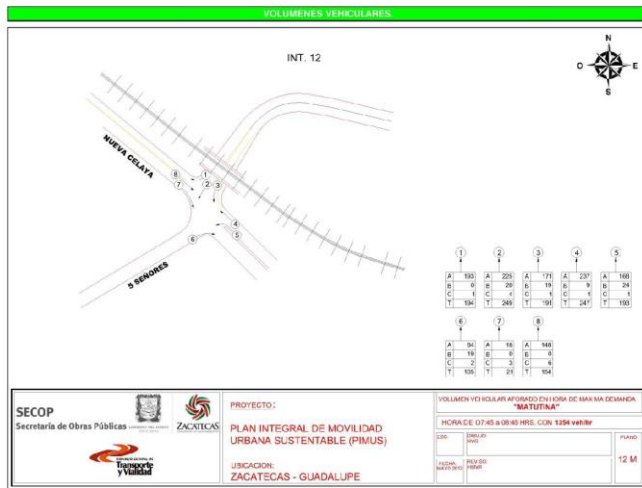 VOLUMENES VEHICULARES.
INT. 12
N
O E
S
NUEVA CELAYA
5 SEÑORES
1
2
3
4
5
6
7
8
1 2 3 4 5
A 193 A 225 A 171 A 237 A 168
B 0 B 20 B 19 B 9 B 24
C 1 C 1 C 1 C 1 C 1
T 194 T 249 T 191 T 247 T 193
6 7 8
A 94 A 18 A 148
B 19 B 0 B 0
C 2 C 3 C 6
T T 21 T 154
SECOP
Secretaría de Obras Públicas
ZACATECAS
Transporte
y Vialidad
PROYECTO:
PLAN INTEGRAL DE MOVILIDAD
URBANA SUSTENTABLE (PIMUS)
UBICACION:
ZACATECAS - GUADALUPE
VOLUMEN VEHICULAR AFORADO EN HORA DE MAXIMA DEMANDA
"MATUTINA"
HORA DE 07:45 a 08:45 HRS. CON 1254 veh/hr
DIBUJO
PLANO
12 M
FECHA:
REVISO: